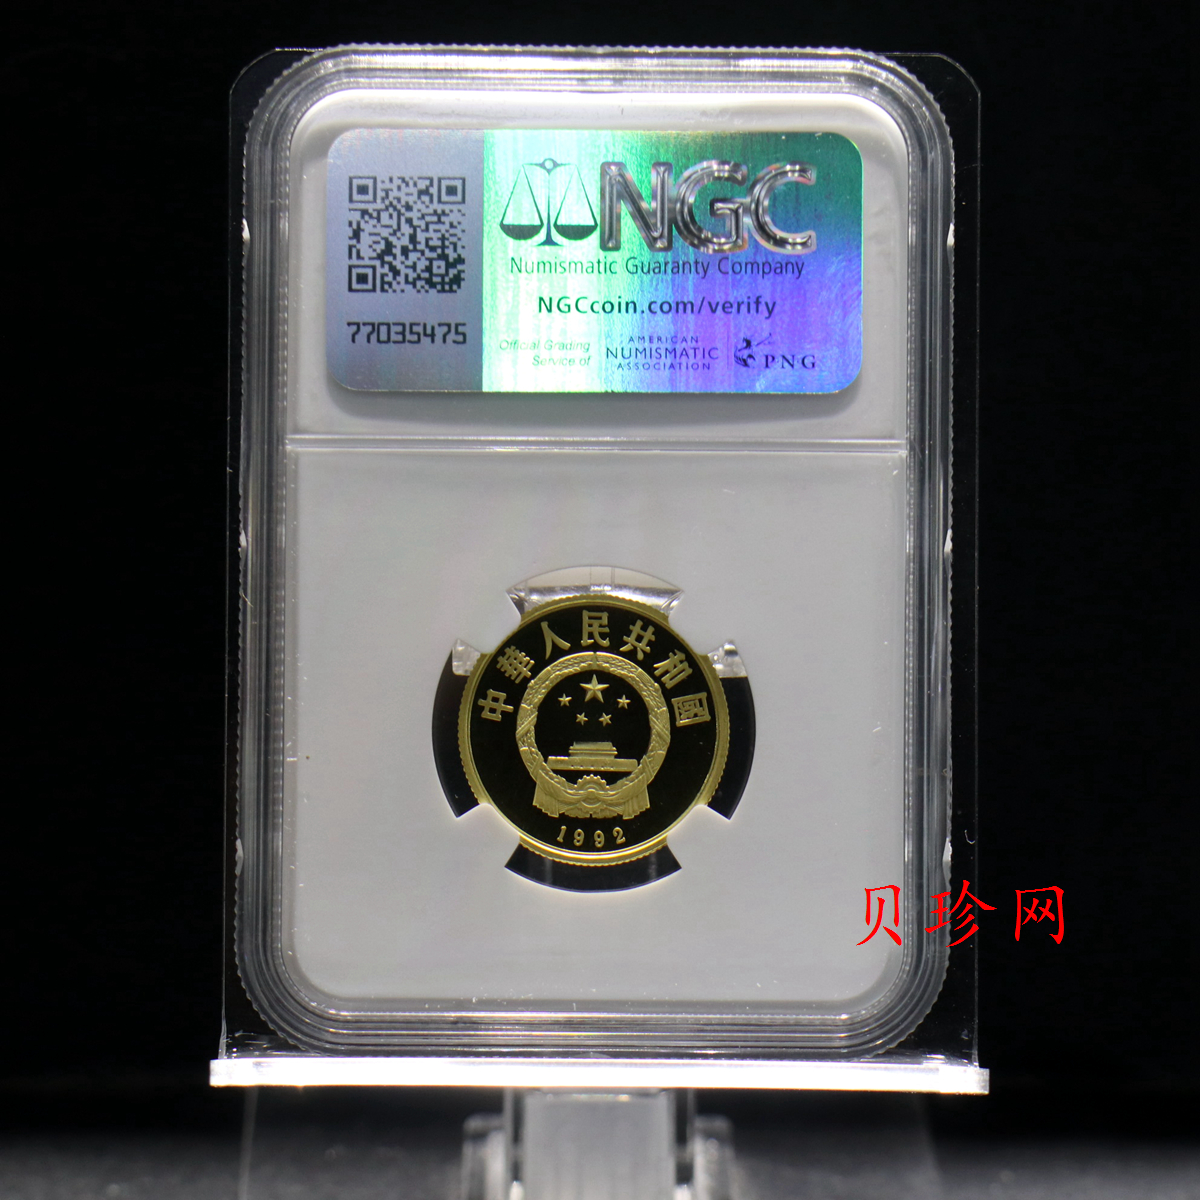 NGC
Numismatic Guaranty Company
NGCcoin.com/verify
77035475
Official Grading
Service of
AMERICAN
NUMISMATIC
ASSOCIATION
PNG
中華人民共和國
1992
贝珍网